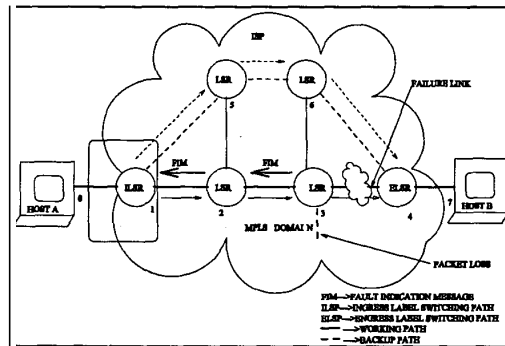 ISP
LSR
LSR
5
6
FAILURE LINK
FIM
FIM
ILSR
LSR
LSR
ELSR
HOST A
8
1
2
3
4
7
HOST B
MPLS DOMAIN
PACKET LOSS
FIM—>FAULT INDICATION MESSAGE
ILSP—>INGRESS LABEL SWITCHING PATH
ELSP—>ENGRESS LABEL SWITCHING PATH
—>WORKING PATH
—>BACKUP PATH